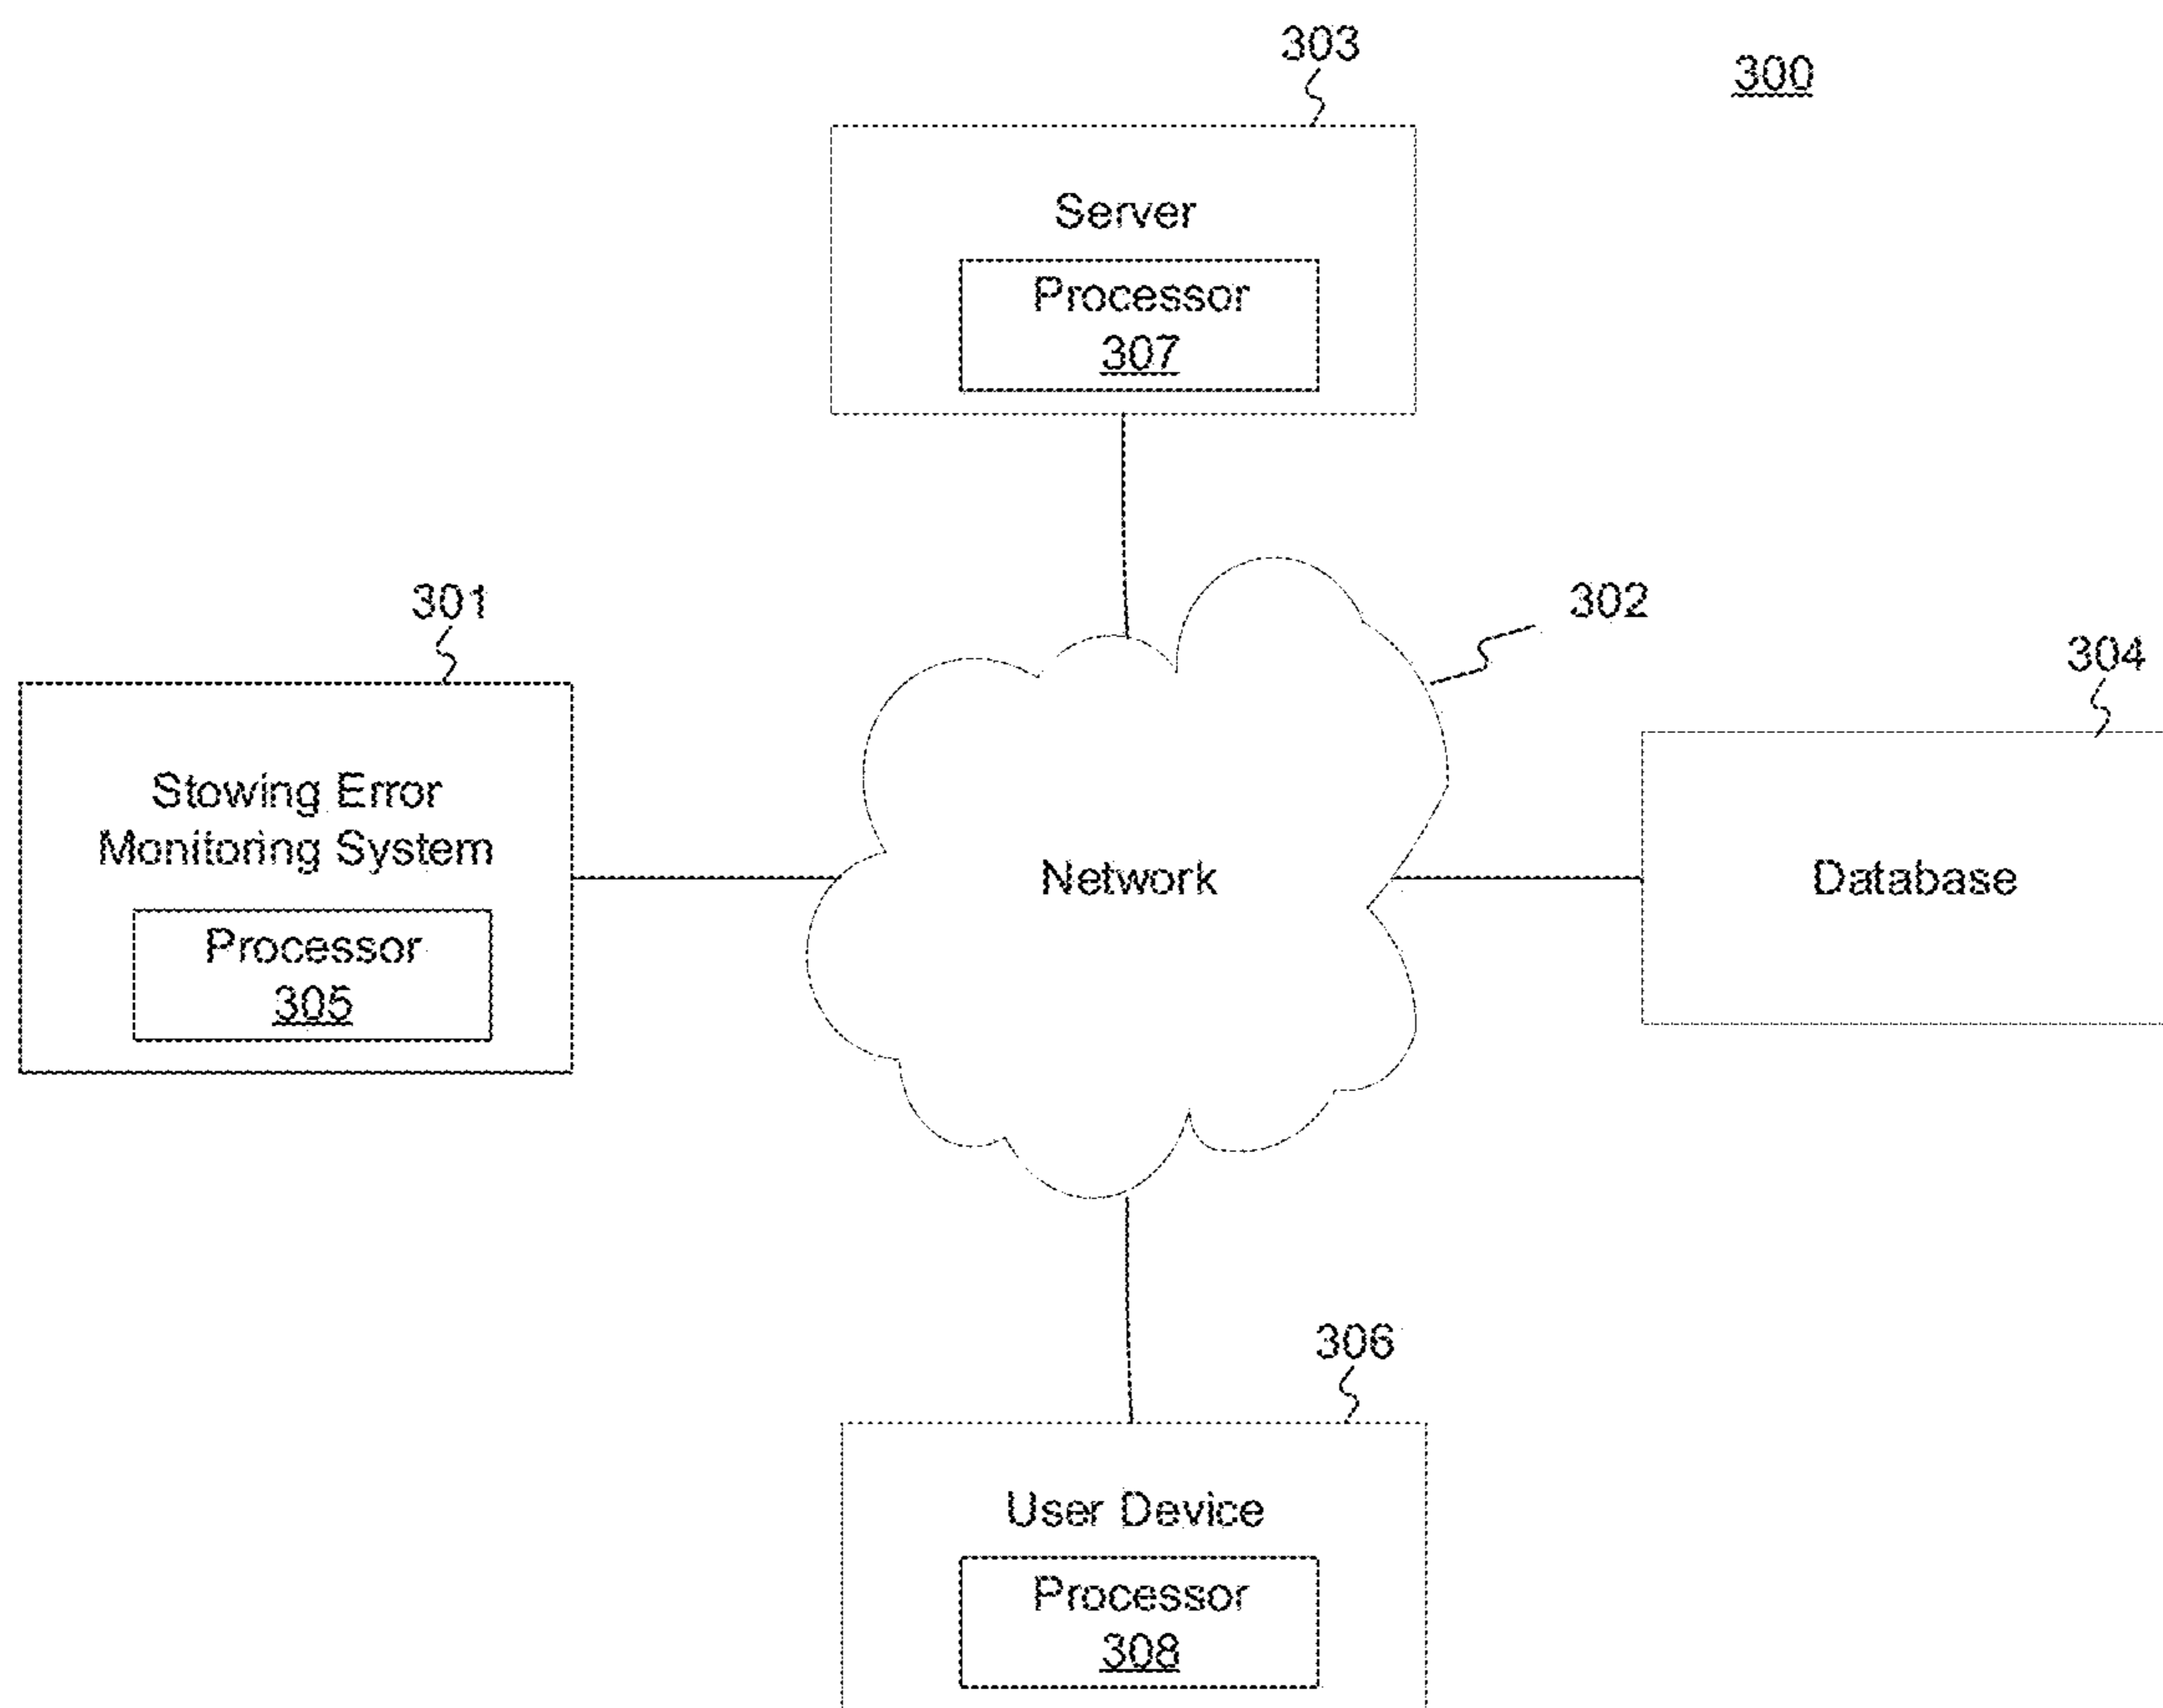 303
300
Server
Processor
307
301
302
304
Stowing Error
Monitoring System
Processor
305
Network
Database
306
User Device
Processor
308